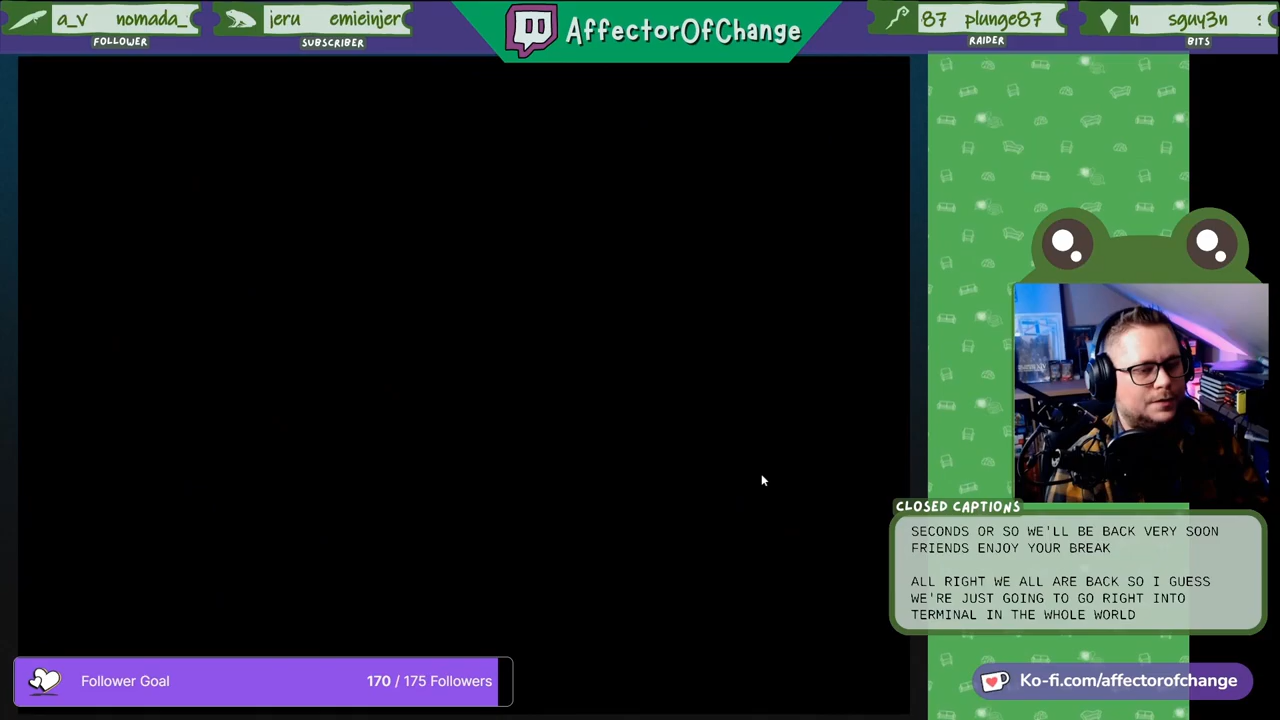 a_v nomada_
FOLLOWER
jeru emieinjer
SUBSCRIBER
AffectorOfChange
87 plunge87
RAIDER
n sguy3n
BITS
CLOSED CAPTIONS
SECONDS OR SO WE'LL BE BACK VERY SOON
FRIENDS ENJOY YOUR BREAK
ALL RIGHT WE ALL ARE BACK SO I GUESS
WE'RE JUST GOING TO GO RIGHT INTO
TERMINAL IN THE WHOLE WORLD
Follower Goal 170 / 175 Followers
Ko-fi.com/affectorofchange